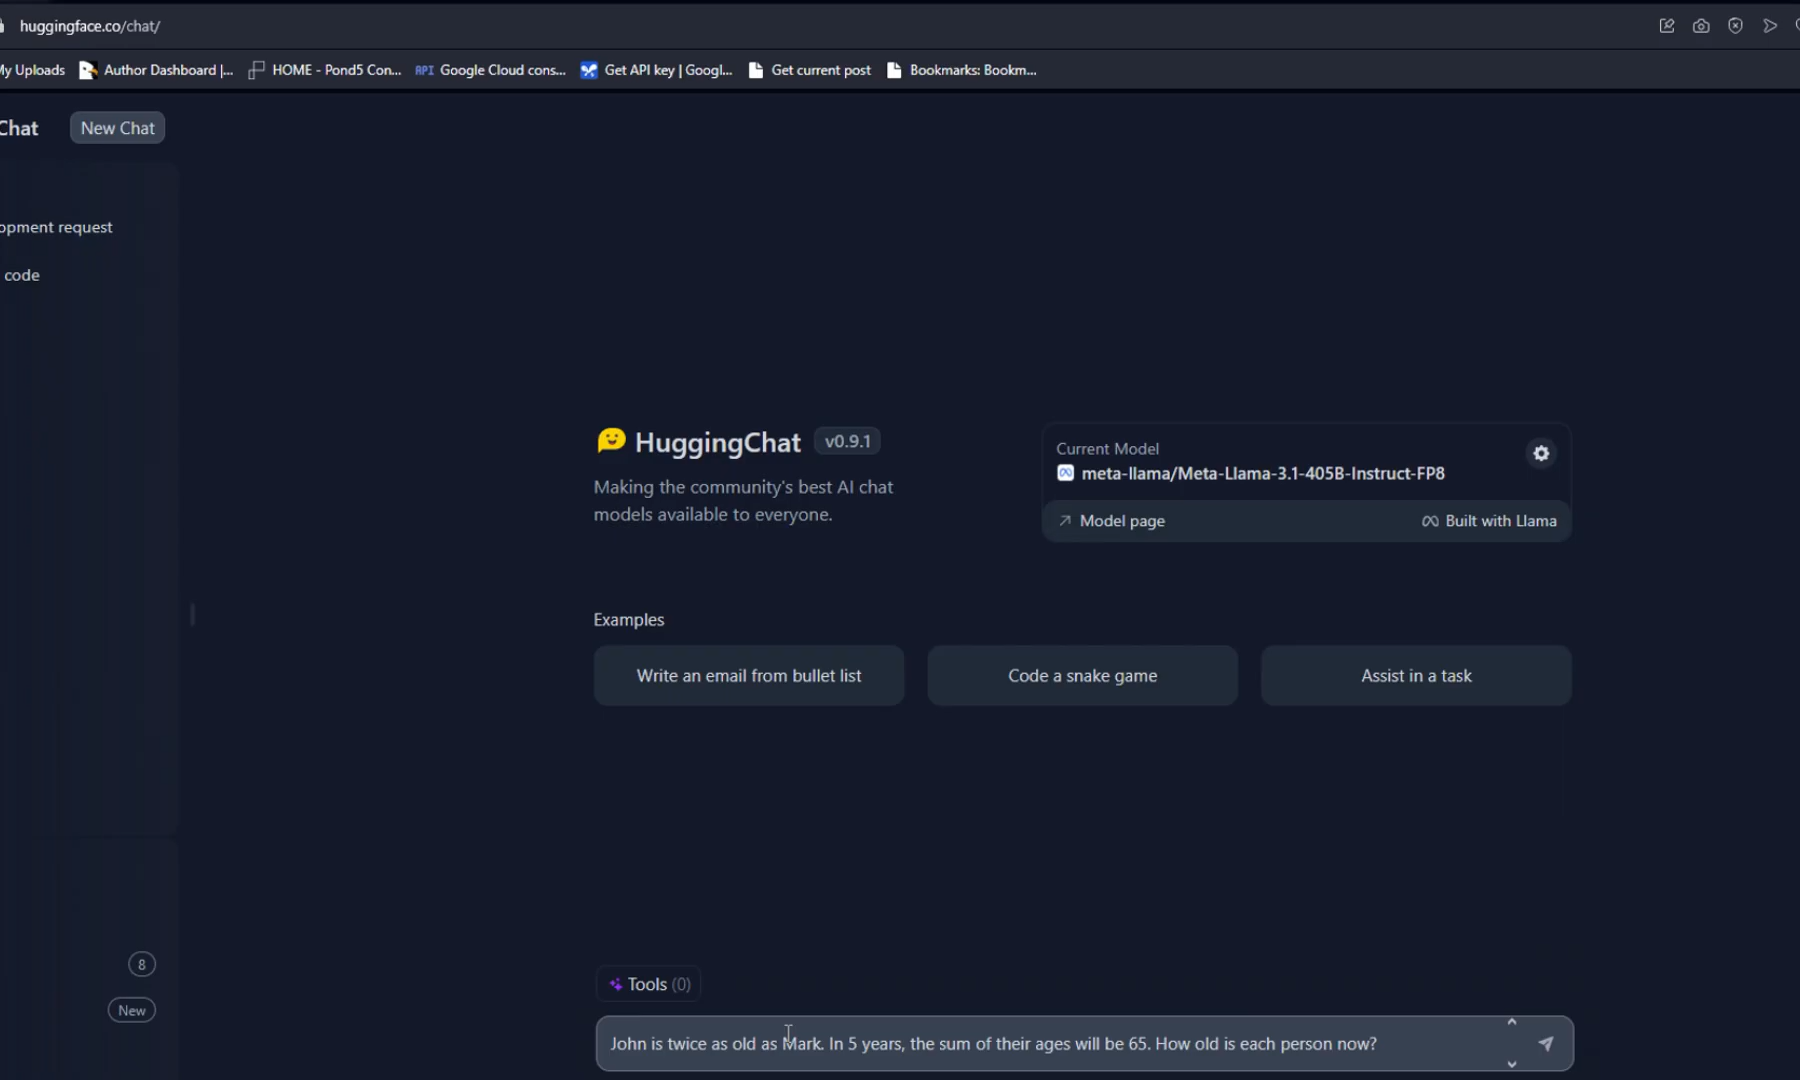 huggingface.co/chat/
My Uploads
Author Dashboard |...
HOME - Pond5 Con...
API Google Cloud cons...
Get API key | Googl...
Get current post
Bookmarks: Bookm...
Chat
New Chat
opment request
code
HuggingChat v0.9.1
Making the community's best AI chat
models available to everyone.
Current Model
meta-llama/Meta-Llama-3.1-405B-Instruct-FP8
Model page
Built with Llama
Examples
Write an email from bullet list
Code a snake game
Assist in a task
8
New
Tools (0)
John is twice as old as Mark. In 5 years, the sum of their ages will be 65. How old is each person now?